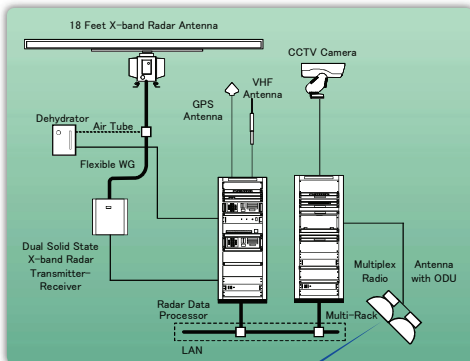 18 Feet X-band Radar Antenna
CCTV Camera
VHF
Antenna
GPS
Antenna
Dehydrator
Air Tube
Flexible WG
Dual Solid State
X-band Radar
Transmitter-
Receiver
Multiplex
Radio
Antenna
with ODU
Radar Data
Processor
Multi-Rack
LAN